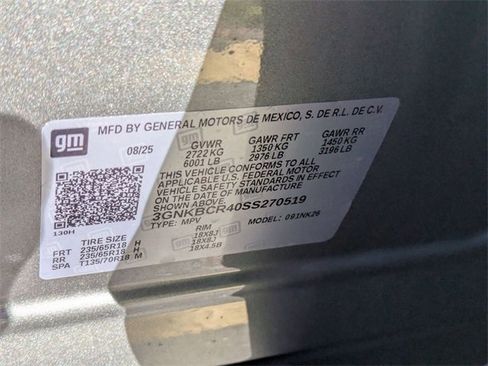 gm
MFD BY GENERAL MOTORS DE MEXICO, S. DE R.L. DE C.V.
08/25 GVWR GAWR FRT GAWR RR
2722 KG 1350 KG 1450 KG
6001 LB 2976 LB 3196 LB
THIS VEHICLE CONFORMS TO ALL
APPLICABLE U.S. FEDERAL MOTOR
VEHICLE SAFETY STANDARDS IN EFFECT
ON THE DATE OF MANUFACTURE
3GNKBCR40SS270519
TYPE: MPV MODEL: 091NK26
130H
TIRE SIZE RIM
FRT 235/65R18 H 18X8J
RR 235/65R18 H 18X8J
SPA T135/70R18 M 18X4.5B